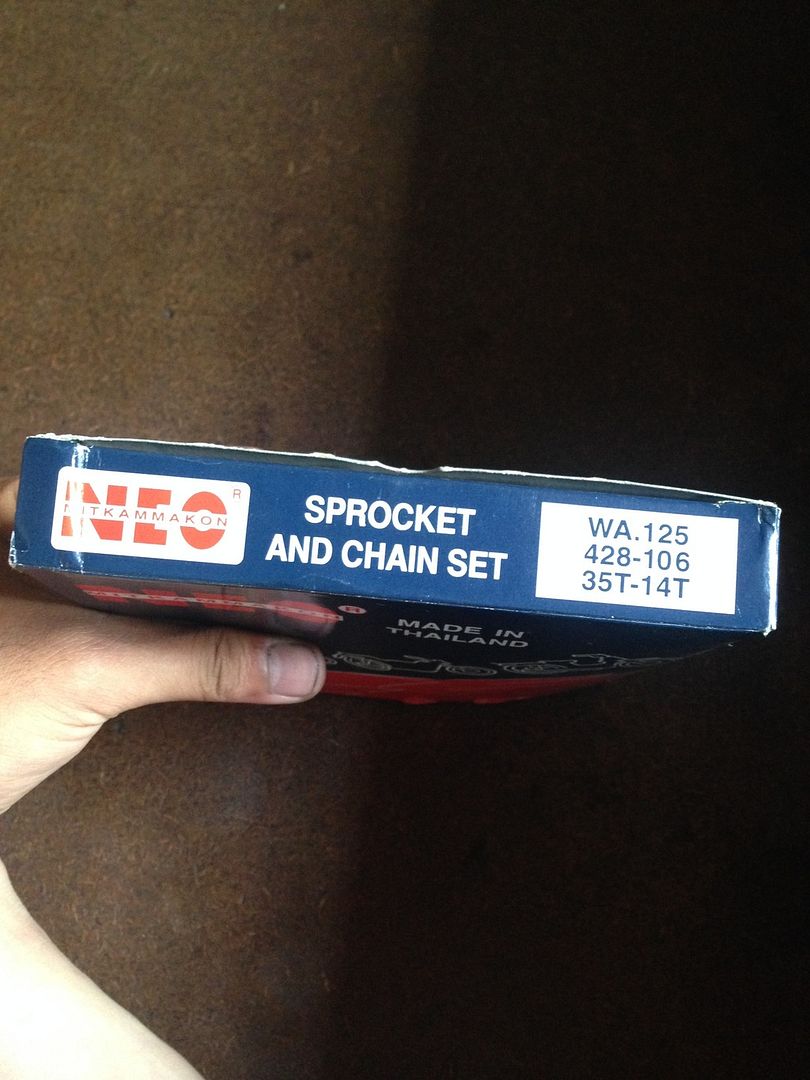 NEO R
NITKAMMAKON
SPROCKET
AND CHAIN SET
WA.125
428-106
35T-14T
R
MADE IN
THAILAND